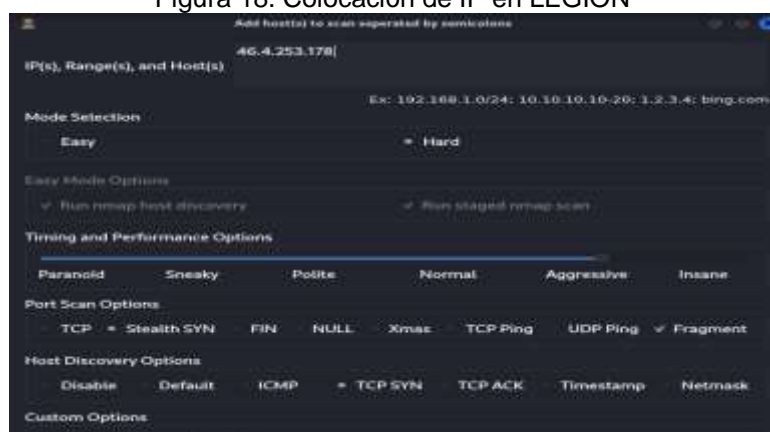 Figura 18. Colocación de IP en LEGION
Add host(s) to scan seperated by semicolons
46.4.253.178
IP(s), Range(s), and Host(s)
Ex: 192.168.1.0/24; 10.10.10.10-20; 1.2.3.4; bing.com
Mode Selection
Easy Hard
Easy Mode Options
Run nmap host discovery Run staged nmap scan
Timing and Performance Options
Paranoid Sneaky Polite Normal Aggressive Insane
Port Scan Options
TCP Stealth SYN FIN NULL Xmas TCP Ping UDP Ping Fragment
Host Discovery Options
Disable Default ICMP TCP SYN TCP ACK Timestamp Netmask
Custom Options